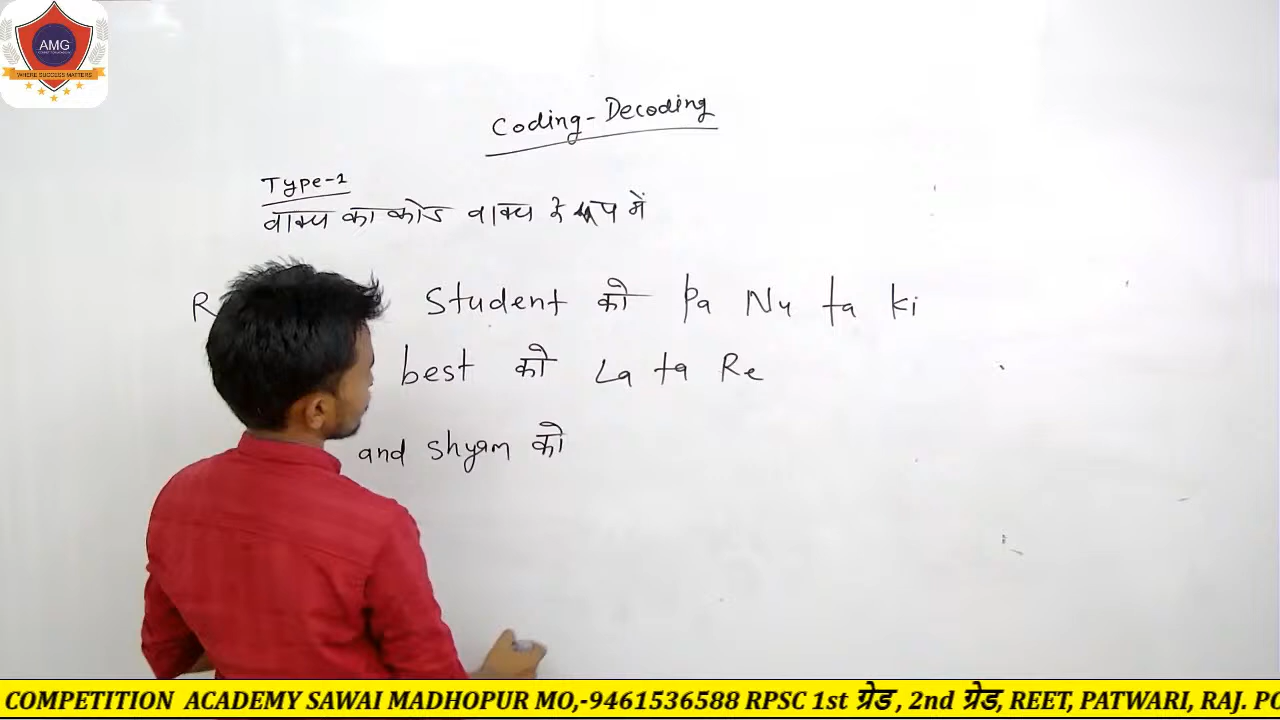 AMG
WHERE SUCCESS MATTERS
Coding-Decoding
Type-1
वाक्य का कोड वाक्य के रूप में
R Student को Pa Nu ta ki
best को La ta Re
and shyam को
COMPETITION ACADEMY SAWAI MADHOPUR MO,-9461536588 RPSC 1st ग्रेड , 2nd ग्रेड, REET, PATWARI, RAJ. PO